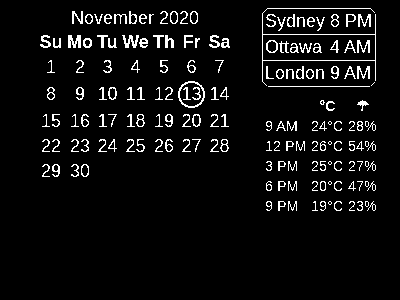 November 2020
Su Mo Tu We Th Fr Sa
1 2 3 4 5 6 7
8 9 10 11 12 13 14
15 16 17 18 19 20 21
22 23 24 25 26 27 28
29 30
Sydney 8 PM
Ottawa 4 AM
London 9 AM
°C ☂
9 AM 24°C 28%
12 PM 26°C 54%
3 PM 25°C 27%
6 PM 20°C 47%
9 PM 19°C 23%